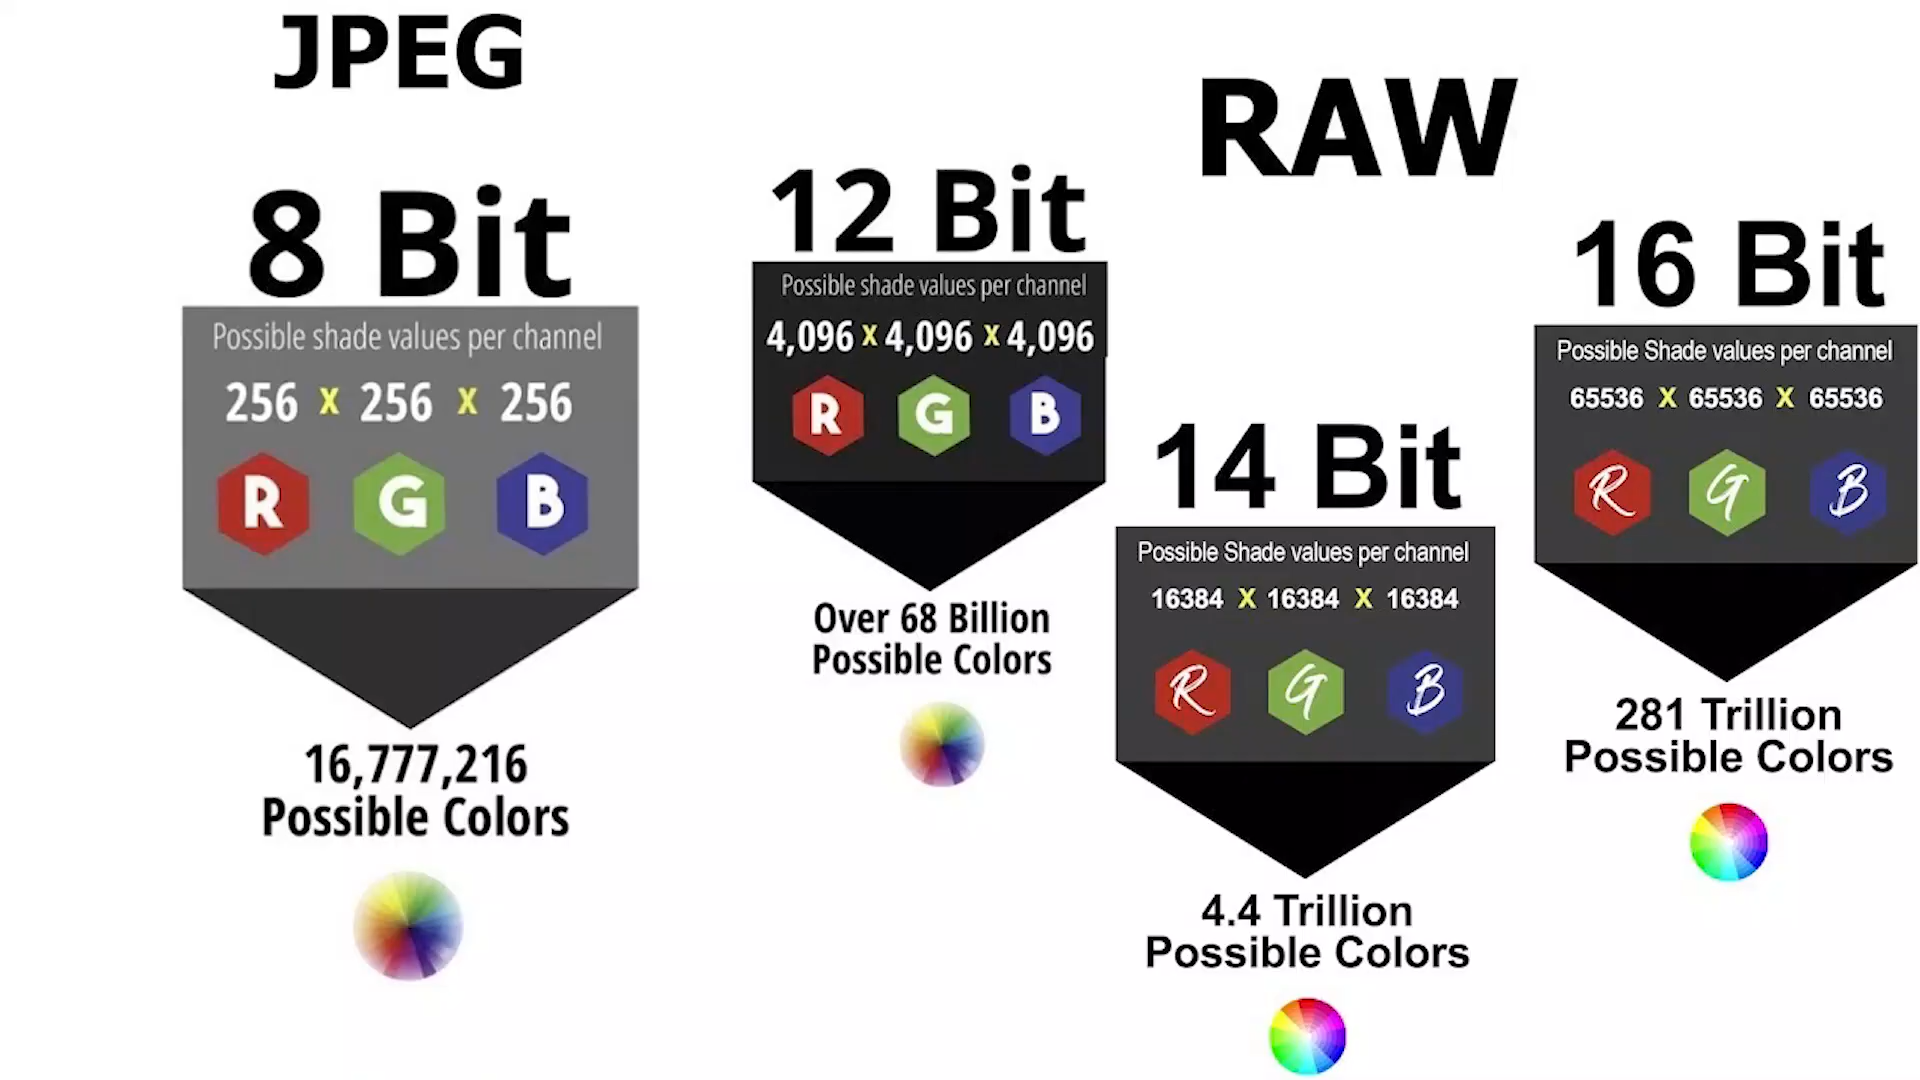 JPEG
8 Bit
Possible shade values per channel
256 x 256 x 256
R G B
16,777,216
Possible Colors
RAW
12 Bit
Possible shade values per channel
4,096 x 4,096 x 4,096
R G B
Over 68 Billion
Possible Colors
14 Bit
Possible Shade values per channel
16384 X 16384 X 16384
R G B
4.4 Trillion
Possible Colors
16 Bit
Possible Shade values per channel
65536 X 65536 X 65536
R G B
281 Trillion
Possible Colors